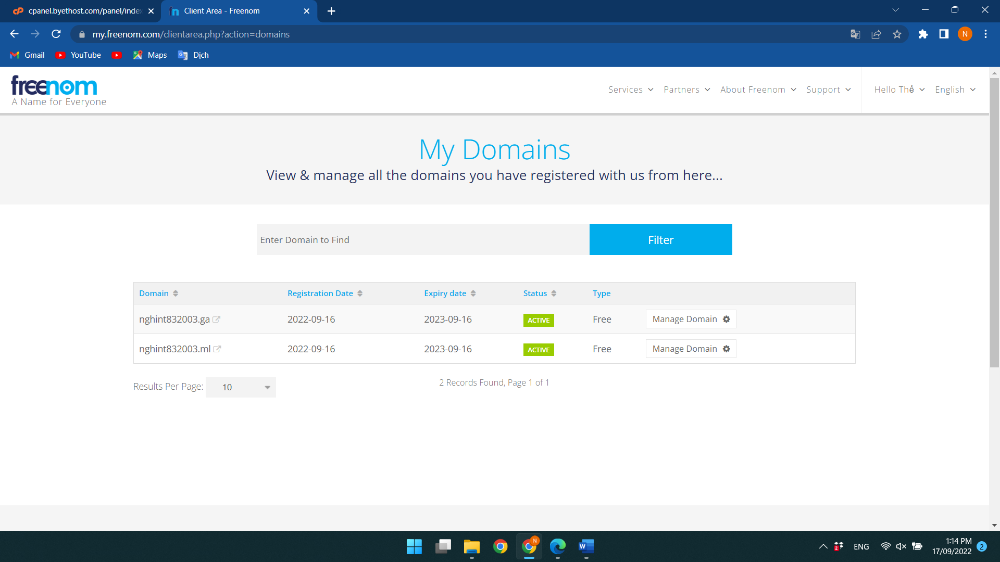 cpanel.byethost.com/panel/index
Client Area - Freenom
my.freenom.com/clientarea.php?action=domains
N
Gmail
YouTube
Maps
Dịch
freenom
A Name for Everyone
Services
Partners
About Freenom
Support
Hello Thế
English
My Domains
View & manage all the domains you have registered with us from here...
Enter Domain to Find
Filter
Domain Registration Date Expiry date Status Type
nghint832003.ga 2022-09-16 2023-09-16 ACTIVE Free Manage Domain
nghint832003.ml 2022-09-16 2023-09-16 ACTIVE Free Manage Domain
Results Per Page: 10
2 Records Found, Page 1 of 1
N
W
2
ENG
1:14 PM
17/09/2022
2